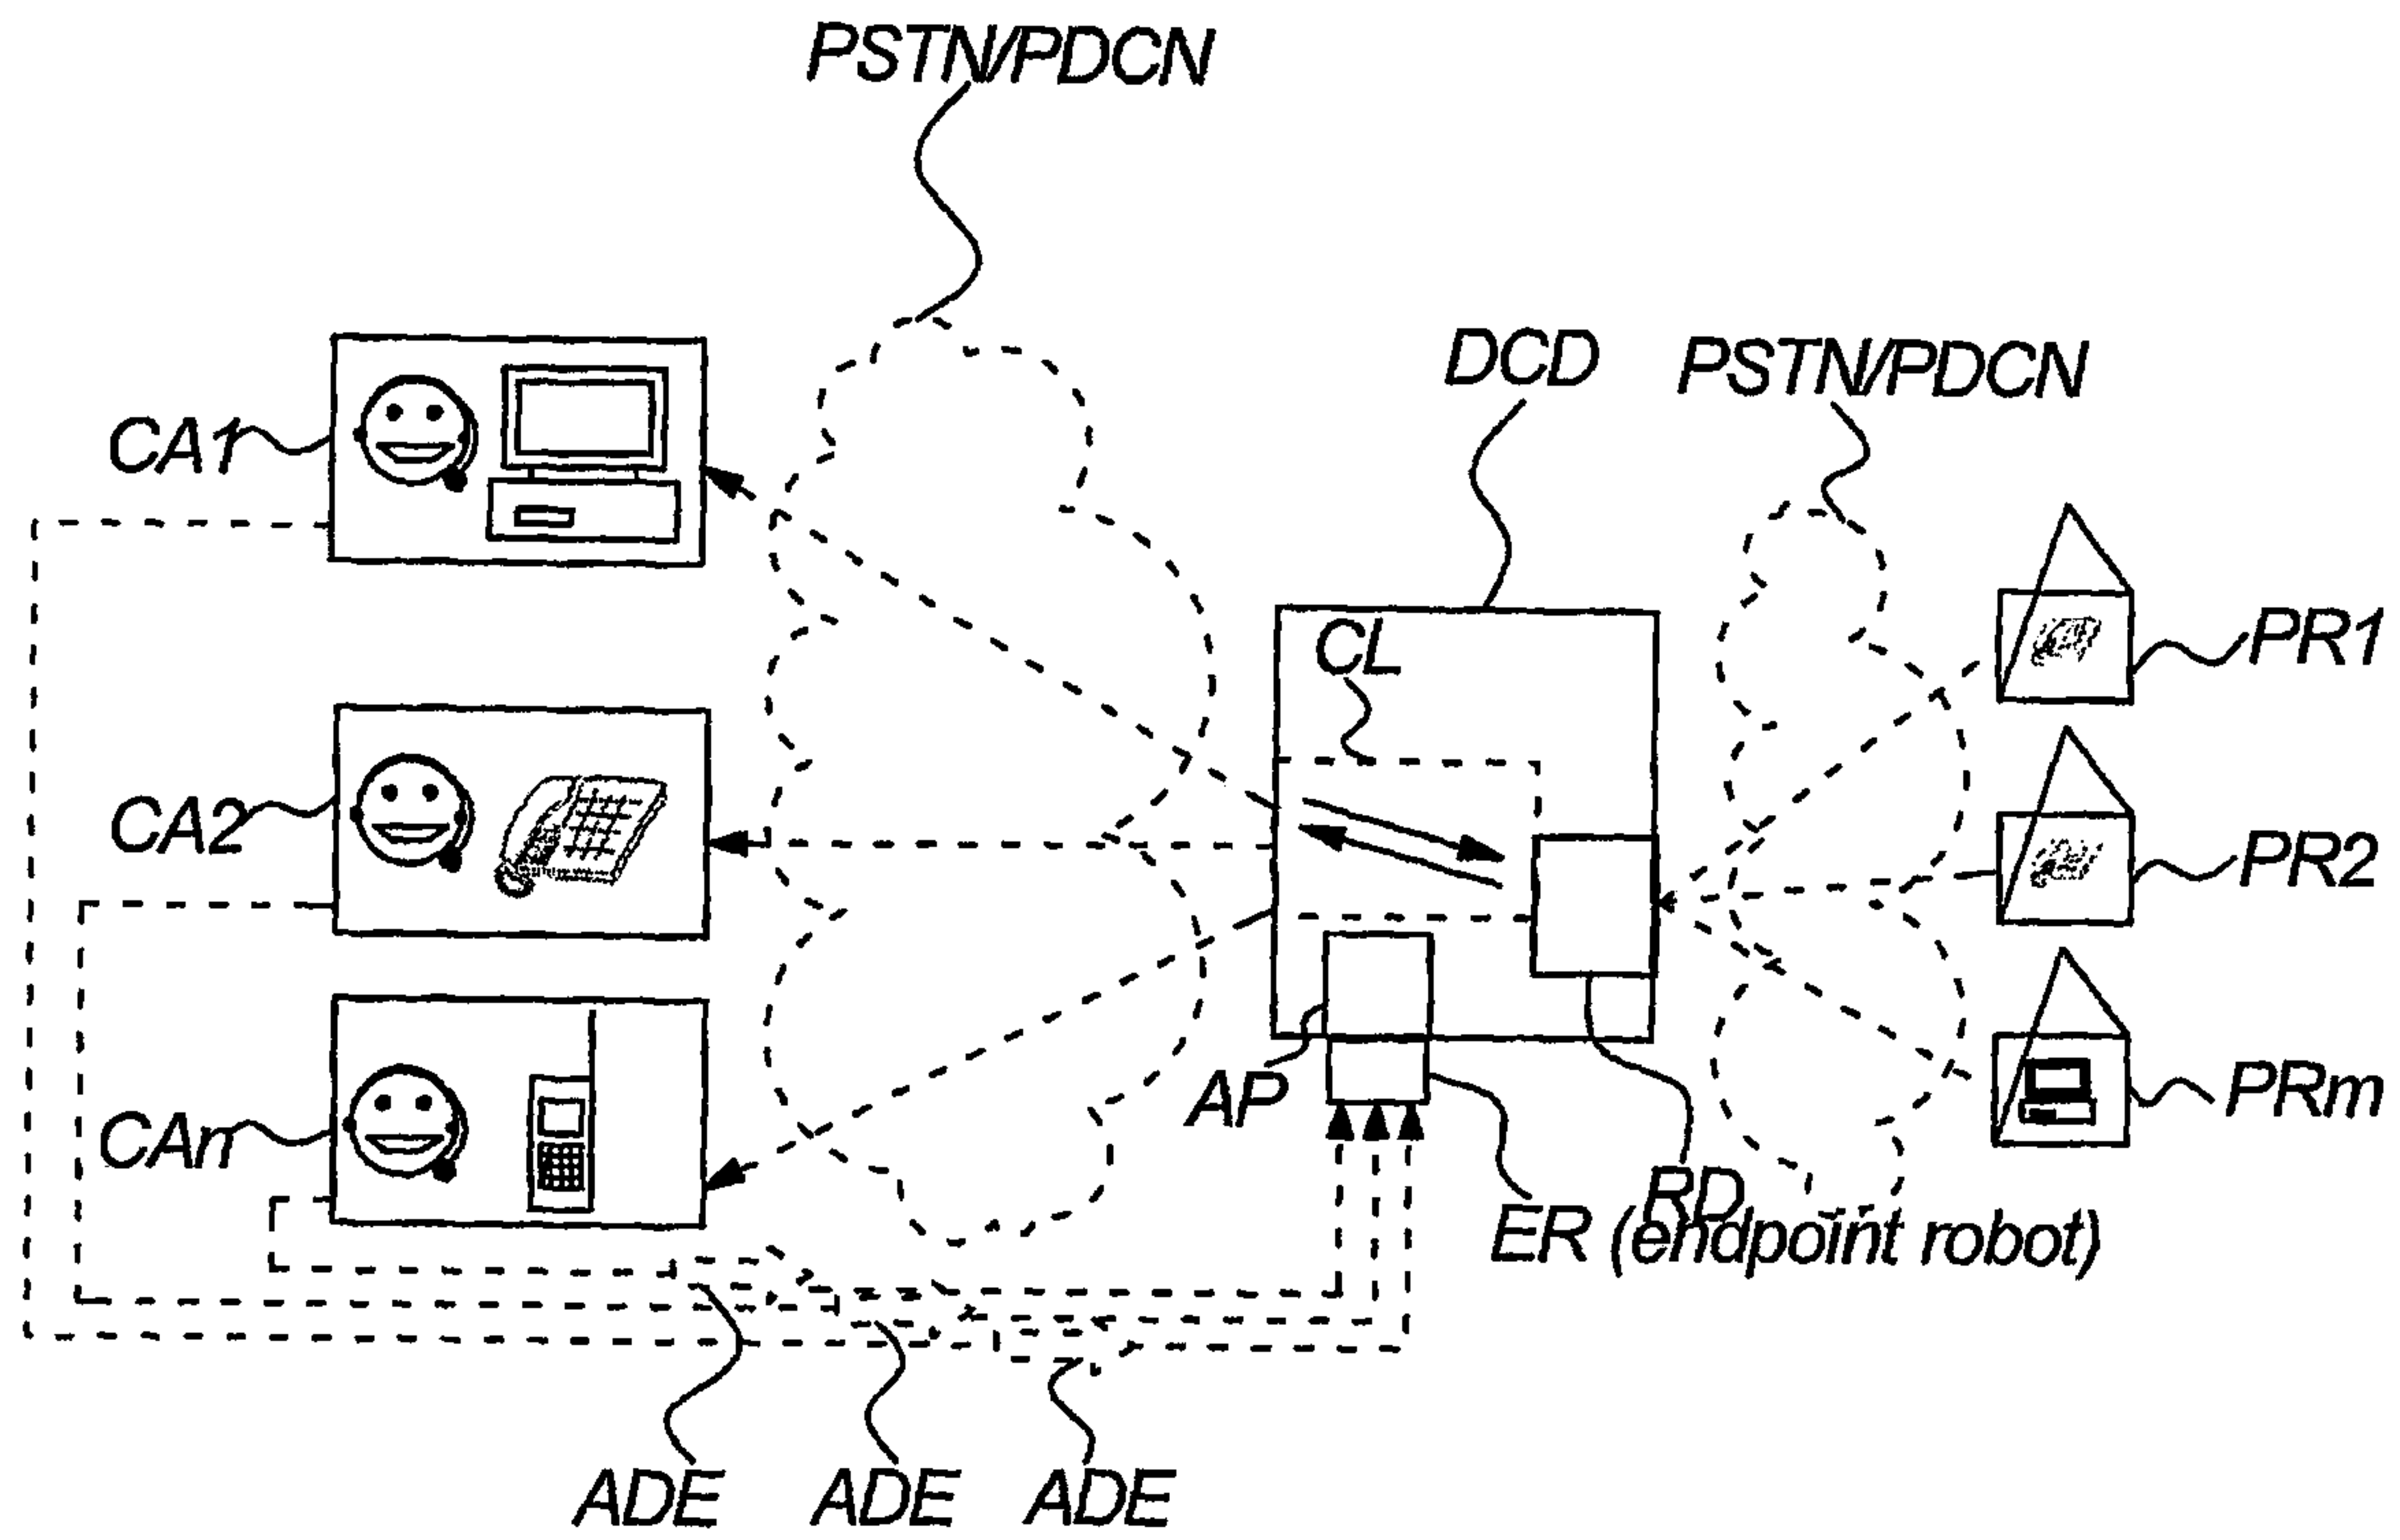 PSTN/PDCN
DCD
PSTN/PDCN
CA1
CL
PR1
CA2
PR2
AP
PRm
CAn
RD
ER (endpoint robot)
ADE
ADE
ADE